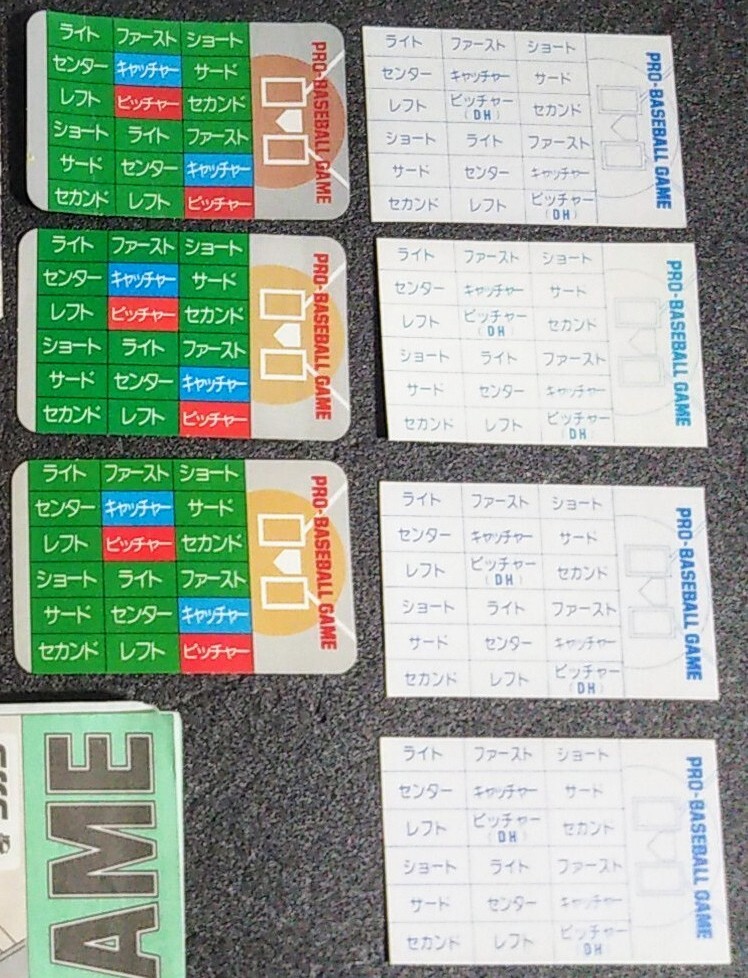 ライト ファースト ショート
センター キャッチャー サード
レフト ピッチャー セカンド
ショート ライト ファースト
サード センター キャッチャー
セカンド レフト ピッチャー
PRO-BASEBALL GAME
ライト ファースト ショート
センター キャッチャー サード
レフト ピッチャー セカンド
(DH)
ショート ライト ファースト
サード センター キャッチャー
セカンド レフト ピッチャー
(DH)
PRO-BASEBALL GAME
ライト ファースト ショート
センター キャッチャー サード
レフト ピッチャー セカンド
ショート ライト ファースト
サード センター キャッチャー
セカンド レフト ピッチャー
PRO-BASEBALL GAME
ライト ファースト ショート
センター キャッチャー サード
レフト ピッチャー セカンド
(DH)
ショート ライト ファースト
サード センター キャッチャー
セカンド レフト ピッチャー
(DH)
PRO-BASEBALL GAME
ライト ファースト ショート
センター キャッチャー サード
レフト ピッチャー セカンド
ショート ライト ファースト
サード センター キャッチャー
セカンド レフト ピッチャー
PRO-BASEBALL GAME
ライト ファースト ショート
センター キャッチャー サード
レフト ピッチャー セカンド
(DH)
ショート ライト ファースト
サード センター キャッチャー
セカンド レフト ピッチャー
(DH)
PRO-BASEBALL GAME
AME
ライト ファースト ショート
センター キャッチャー サード
レフト ピッチャー セカンド
(DH)
ショート ライト ファースト
サード センター キャッチャー
セカンド レフト ピッチャー
(DH)
PRO-BASEBALL GAME